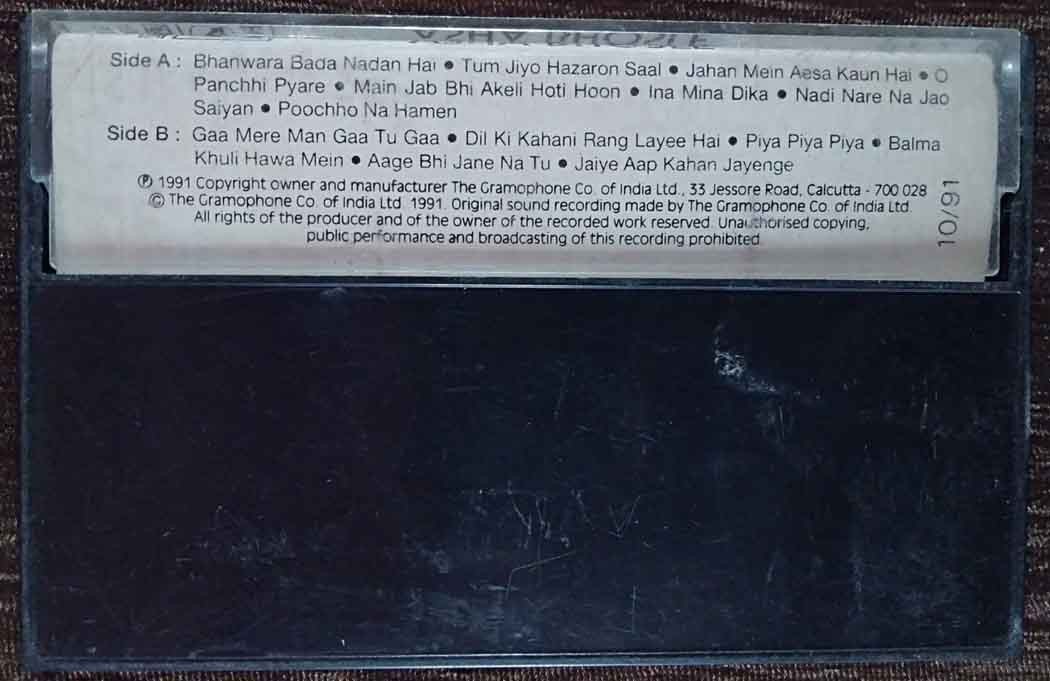 ASHA BHOSLE
Side A : Bhanwara Bada Nadan Hai • Tum Jiyo Hazaron Saal • Jahan Mein Aesa Kaun Hai • O
Panchhi Pyare • Main Jab Bhi Akeli Hoti Hoon • Ina Mina Dika • Nadi Nare Na Jao
Saiyan • Poochho Na Hamen
Side B : Gaa Mere Man Gaa Tu Gaa • Dil Ki Kahani Rang Layee Hai • Piya Piya Piya • Balma
Khuli Hawa Mein • Aage Bhi Jane Na Tu • Jaiye Aap Kahan Jayenge
℗ 1991 Copyright owner and manufacturer The Gramophone Co. of India Ltd., 33 Jessore Road, Calcutta - 700 028
© The Gramophone Co. of India Ltd. 1991. Original sound recording made by The Gramophone Co. of India Ltd.
All rights of the producer and of the owner of the recorded work reserved. Unauthorised copying,
public performance and broadcasting of this recording prohibited.
10/91